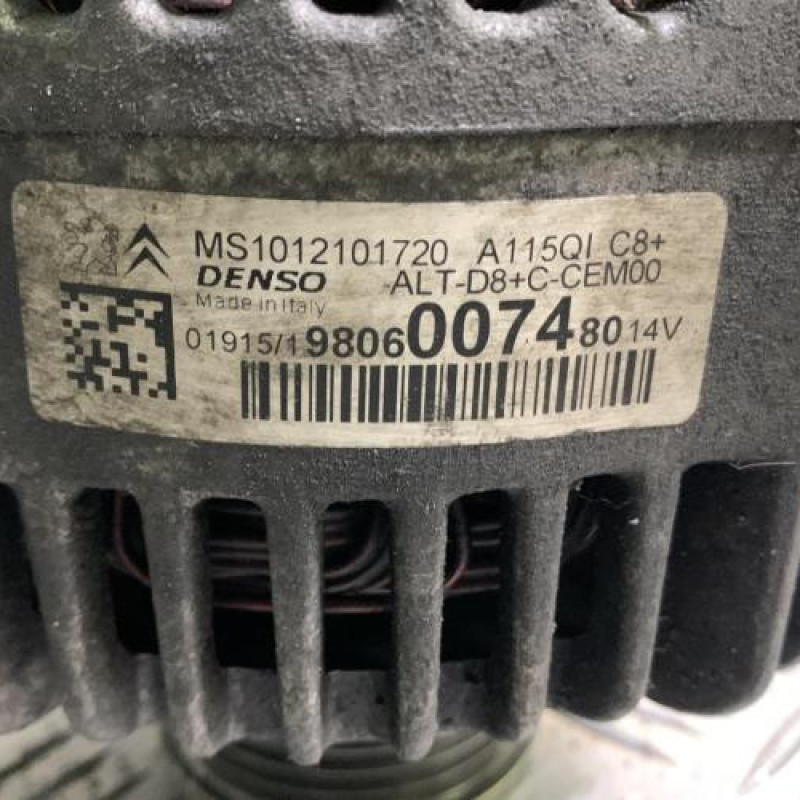 MS1012101720 A115QI C8+
DENSO ALT-D8+C-CEM00
Made in Italy
01915/19806007480 14V